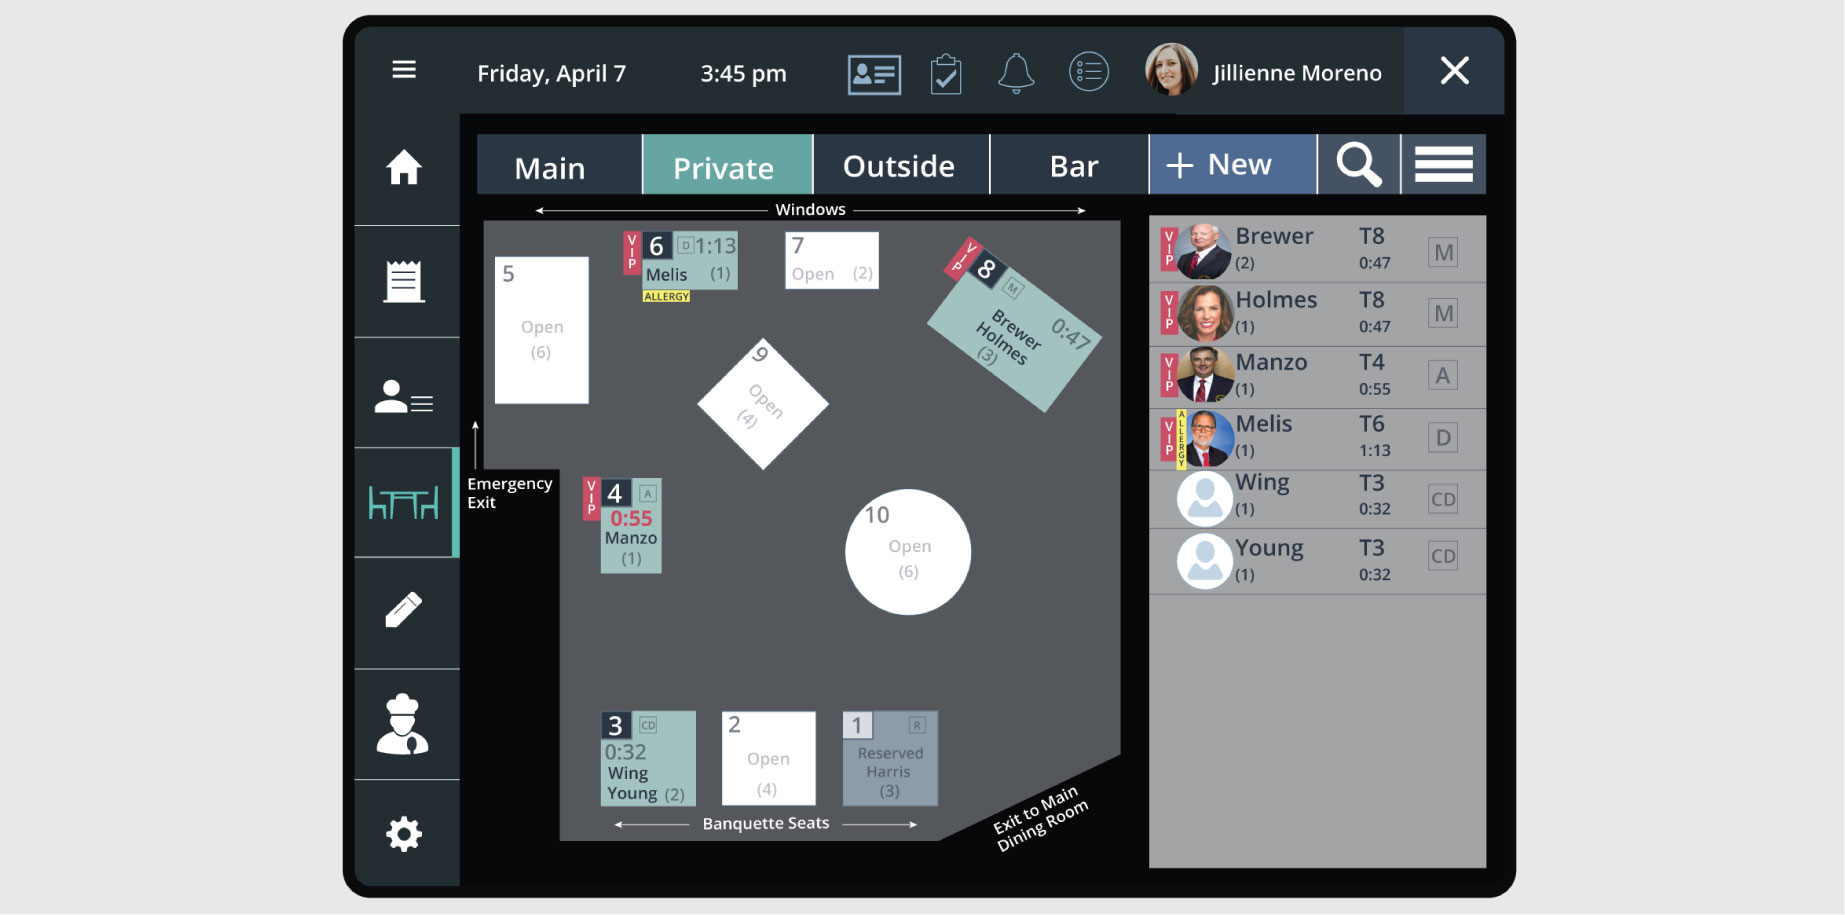 Friday, April 7
3:45 pm
Jillienne Moreno
Main
Private
Outside
Bar
+ New
Windows
5
Open
(6)
VIP
6
D
1:13
Melis
(1)
ALLERGY
7
Open
(2)
VIP
8
M
0:47
Brewer
Holmes
(3)
9
Open
(4)
Emergency
Exit
VIP
4
A
0:55
Manzo
(1)
10
Open
(6)
3
CD
0:32
Wing
Young (2)
2
Open
(4)
1
R
Reserved
Harris
(3)
Banquette Seats
Exit to Main
Dining Room
VIP
Brewer
T8
M
(2)
0:47
VIP
Holmes
T8
M
(1)
0:47
VIP
Manzo
T4
A
(1)
0:55
VIP
ALLERGY
Melis
T6
D
(1)
1:13
Wing
T3
CD
(1)
0:32
Young
T3
CD
(1)
0:32